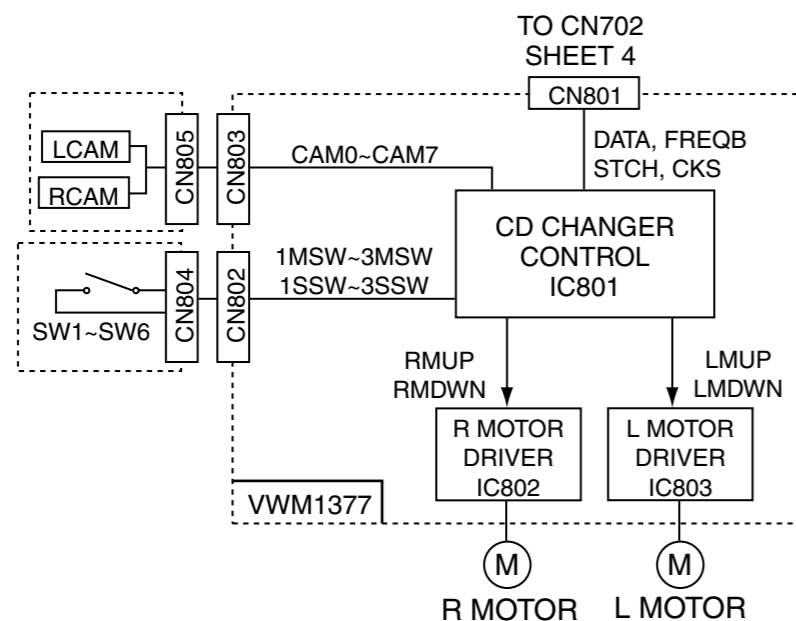 TO CN702
SHEET 4
CN801
DATA, FREQB
STCH, CKS
LCAM
RCAM
CN805
CN803
CAM0~CAM7
CD CHANGER
CONTROL
IC801
SW1~SW6
CN804
CN802
1MSW~3MSW
1SSW~3SSW
RMUP
RMDWN
LMUP
LMDWN
R MOTOR
DRIVER
IC802
L MOTOR
DRIVER
IC803
VWM1377
M
R MOTOR
M
L MOTOR